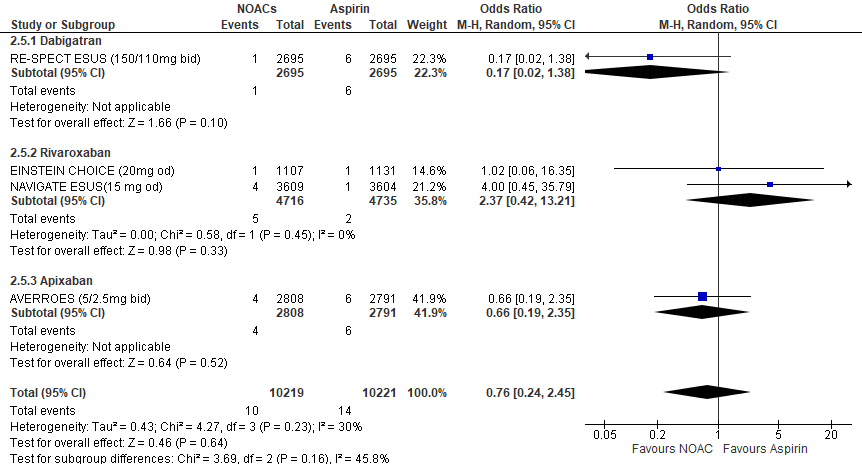 NOACs Aspirin Odds Ratio Odds Ratio
Study or Subgroup Events Total Events Total Weight M-H, Random, 95% CI M-H, Random, 95% CI
2.5.1 Dabigatran
RE-SPECT ESUS (150/110mg bid) 1 2695 6 2695 22.3% 0.17 [0.02, 1.38]
Subtotal (95% CI) 2695 2695 22.3% 0.17 [0.02, 1.38]
Total events 1 6
Heterogeneity: Not applicable
Test for overall effect: Z = 1.66 (P = 0.10)
2.5.2 Rivaroxaban
EINSTEIN CHOICE (20mg od) 1 1107 1 1131 14.6% 1.02 [0.06, 16.35]
NAVIGATE ESUS(15 mg od) 4 3609 1 3604 21.2% 4.00 [0.45, 35.79]
Subtotal (95% CI) 4716 4735 35.8% 2.37 [0.42, 13.21]
Total events 5 2
Heterogeneity: Tau² = 0.00; Chi² = 0.58, df = 1 (P = 0.45); I² = 0%
Test for overall effect: Z = 0.98 (P = 0.33)
2.5.3 Apixaban
AVERROES (5/2.5mg bid) 4 2808 6 2791 41.9% 0.66 [0.19, 2.35]
Subtotal (95% CI) 2808 2791 41.9% 0.66 [0.19, 2.35]
Total events 4 6
Heterogeneity: Not applicable
Test for overall effect: Z = 0.64 (P = 0.52)
Total (95% CI) 10219 10221 100.0% 0.76 [0.24, 2.45]
Total events 10 14
Heterogeneity: Tau² = 0.43; Chi² = 4.27, df = 3 (P = 0.23); I² = 30%
Test for overall effect: Z = 0.46 (P = 0.64)
Test for subgroup differences: Chi² = 3.69, df = 2 (P = 0.16), I² = 45.8%
0.05 0.2 1 5 20
Favours NOAC Favours Aspirin